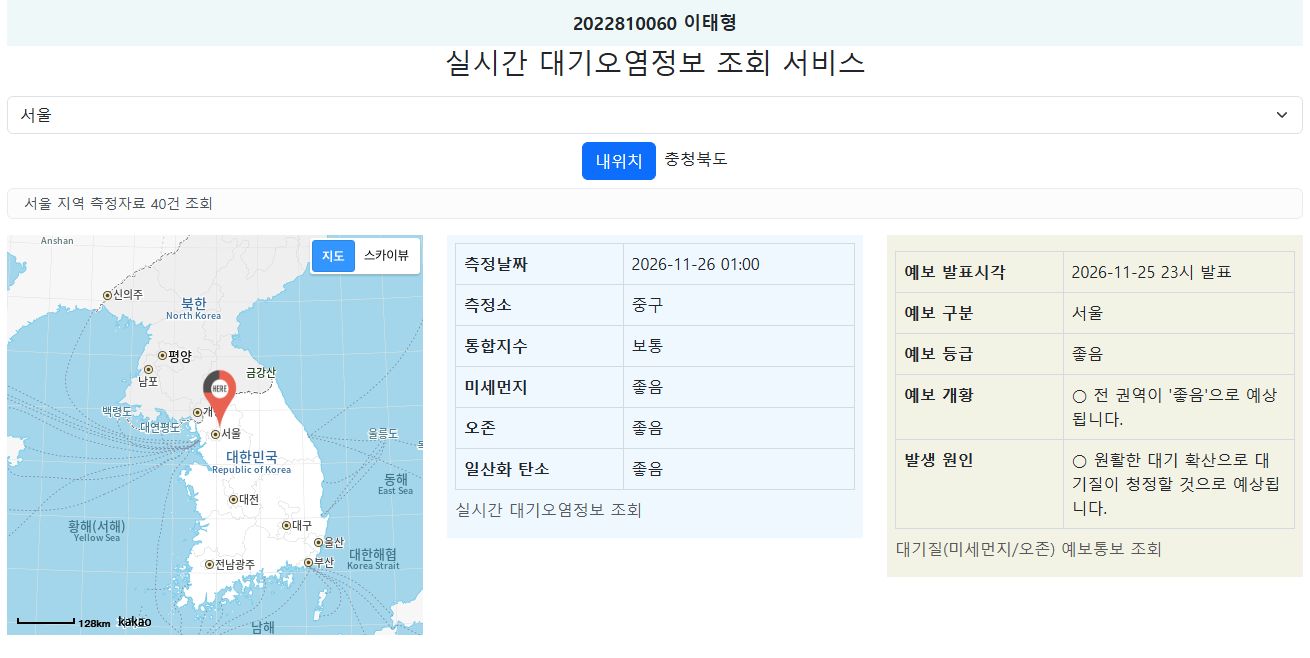 2022810060 이태형
실시간 대기오염정보 조회 서비스
서울
내위치 충청북도
서울 지역 측정자료 40건 조회
Anshan
지도 스카이뷰
신의주
북한
North Korea
평양
남포
금강산
HERE
백령도
개
대연평도
서울
울릉도
대한민국
Republic of Korea
동해
East Sea
대전
황해(서해)
Yellow Sea
대구
울산
대한해협
Korea Strait
전남광주
부산
남해
128km kakao
측정날짜 2026-11-26 01:00
측정소 중구
통합지수 보통
미세먼지 좋음
오존 좋음
일산화 탄소 좋음
실시간 대기오염정보 조회
예보 발표시각 2026-11-25 23시 발표
예보 구분 서울
예보 등급 좋음
예보 개황 ○ 전 권역이 '좋음'으로 예상
됩니다.
발생 원인 ○ 원활한 대기 확산으로 대
기질이 청정할 것으로 예상됩
니다.
대기질(미세먼지/오존) 예보통보 조회